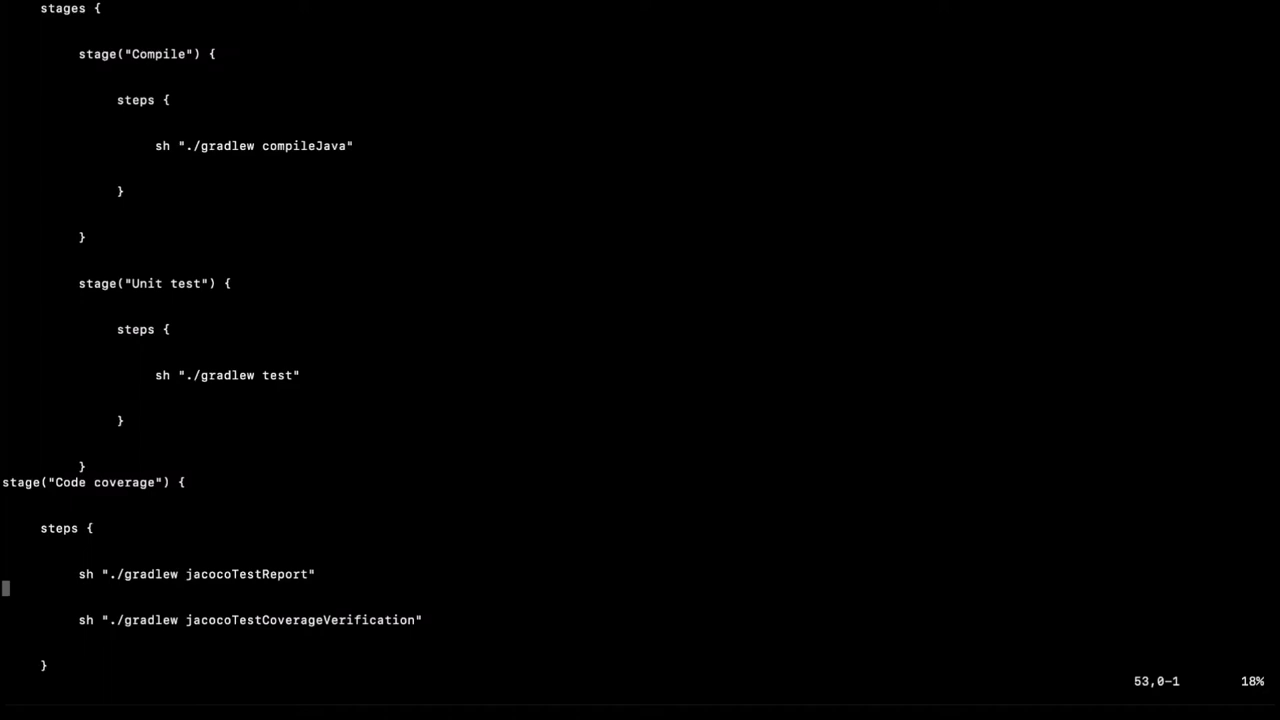 stages {
stage("Compile") {
steps {
sh "./gradlew compileJava"
}
}
stage("Unit test") {
steps {
sh "./gradlew test"
}
}
stage("Code coverage") {
steps {
sh "./gradlew jacocoTestReport"
sh "./gradlew jacocoTestCoverageVerification"
}
53,0-1 18%